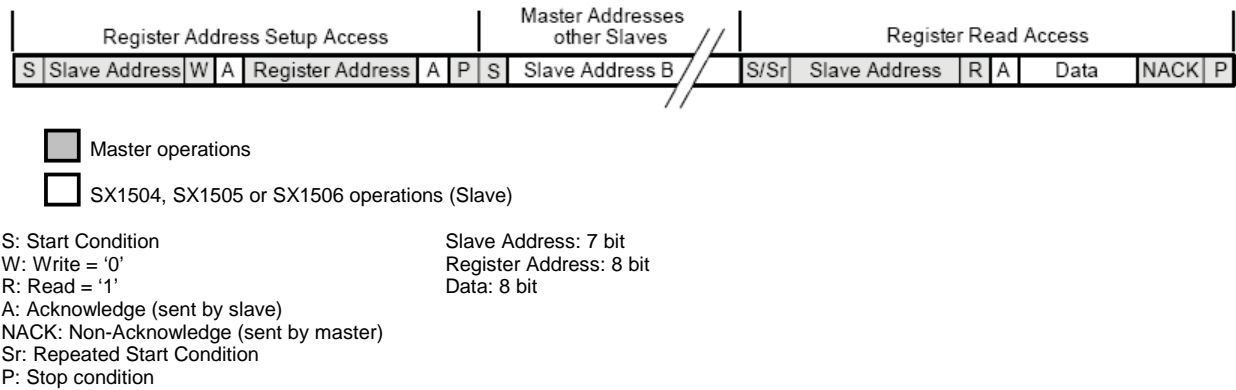 Register Address Setup Access
Master Addresses
other Slaves
Register Read Access
S Slave Address W A Register Address A P S Slave Address B S/Sr Slave Address R A Data NACK P
Master operations
SX1504, SX1505 or SX1506 operations (Slave)
S: Start Condition
W: Write = ‘0’
R: Read = ‘1’
A: Acknowledge (sent by slave)
NACK: Non-Acknowledge (sent by master)
Sr: Repeated Start Condition
P: Stop condition
Slave Address: 7 bit
Register Address: 8 bit
Data: 8 bit